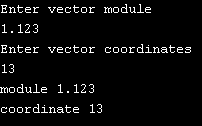 Enter vector module
1.123
Enter vector coordinates
13
module 1.123
coordinate 13